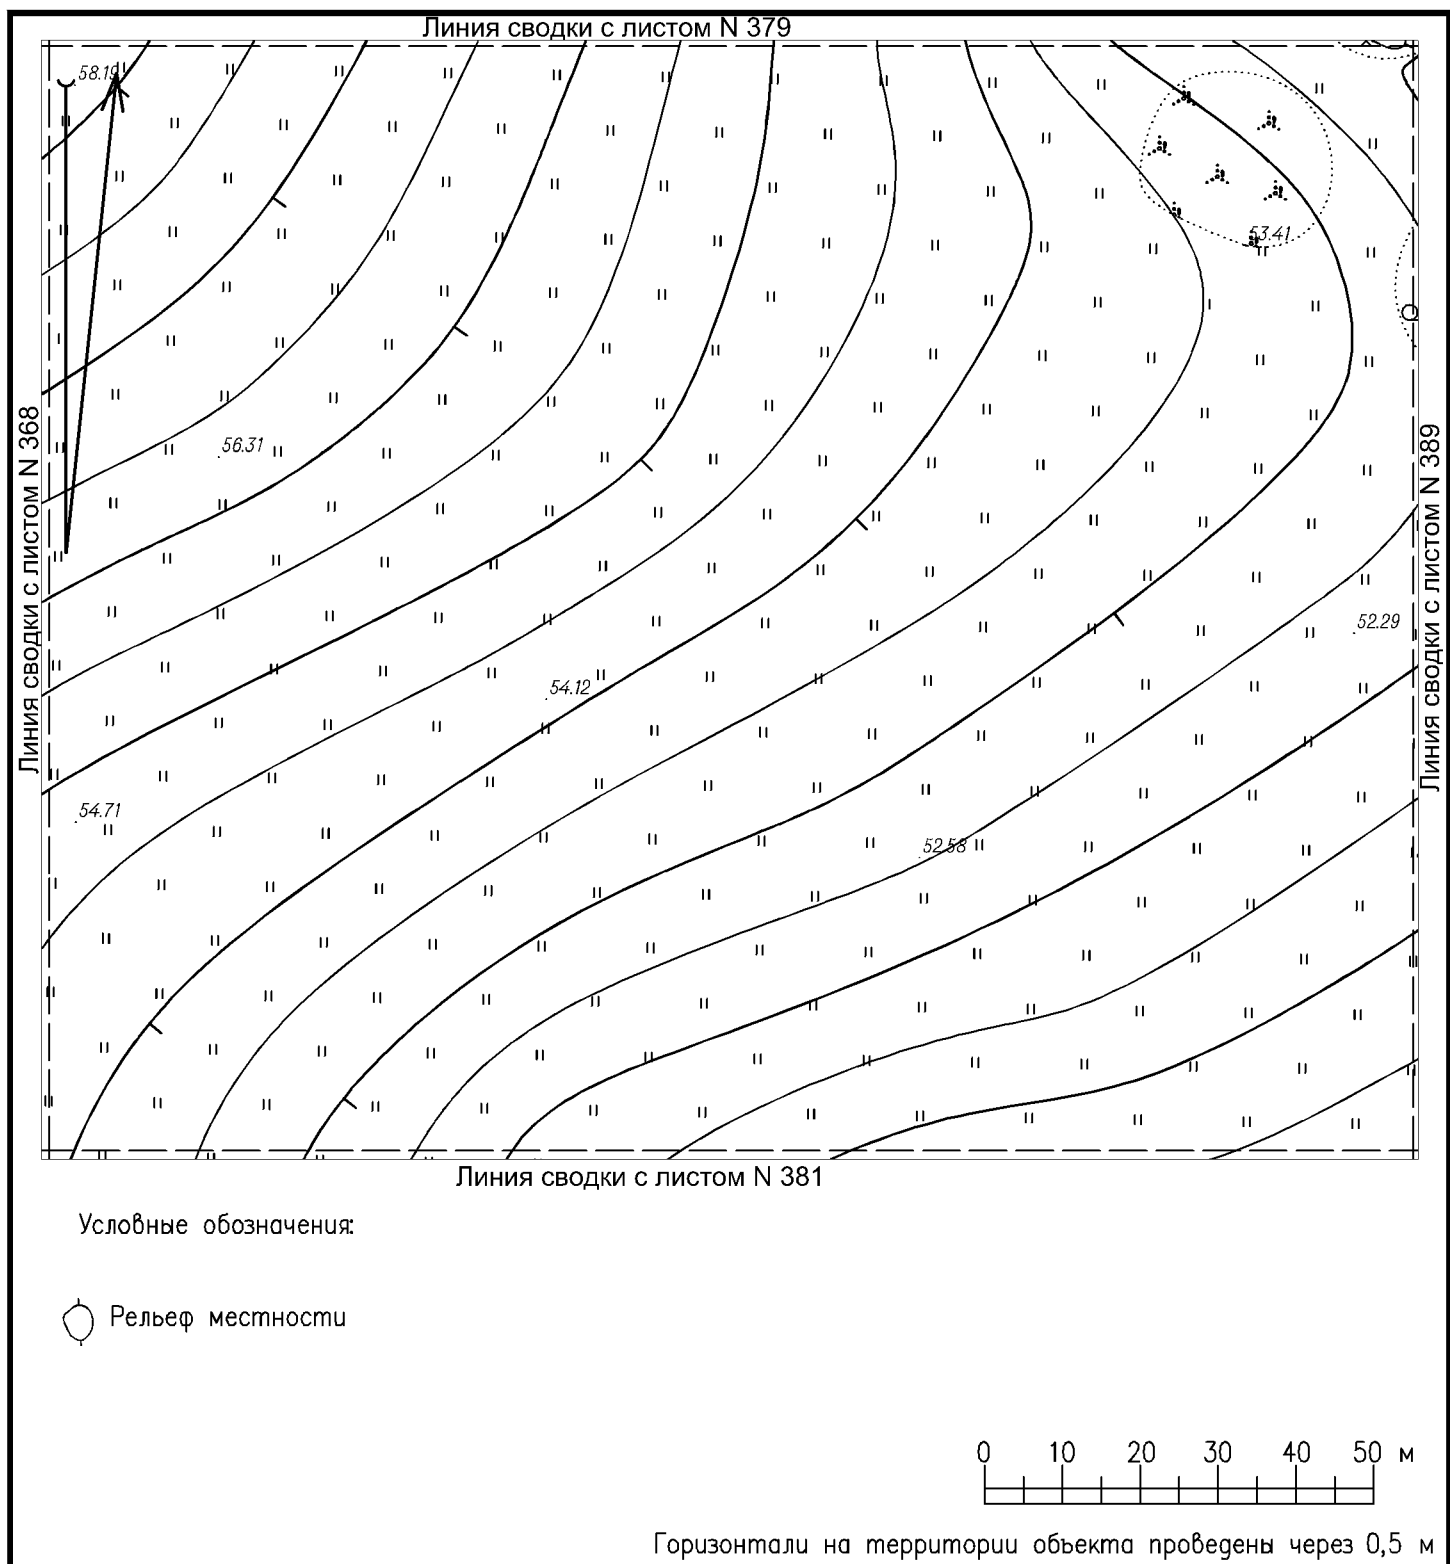 Линия сводки с листом N 379
58.19
53.41
Линия сводки с листом N 368
56.31
Линия сводки с листом N 389
52.29
54.12
54.71
52.58
Линия сводки с листом N 381
Условные обозначения:
Рельеф местности
0 10 20 30 40 50 м
Горизонтали на территории объекта проведены через 0,5 м